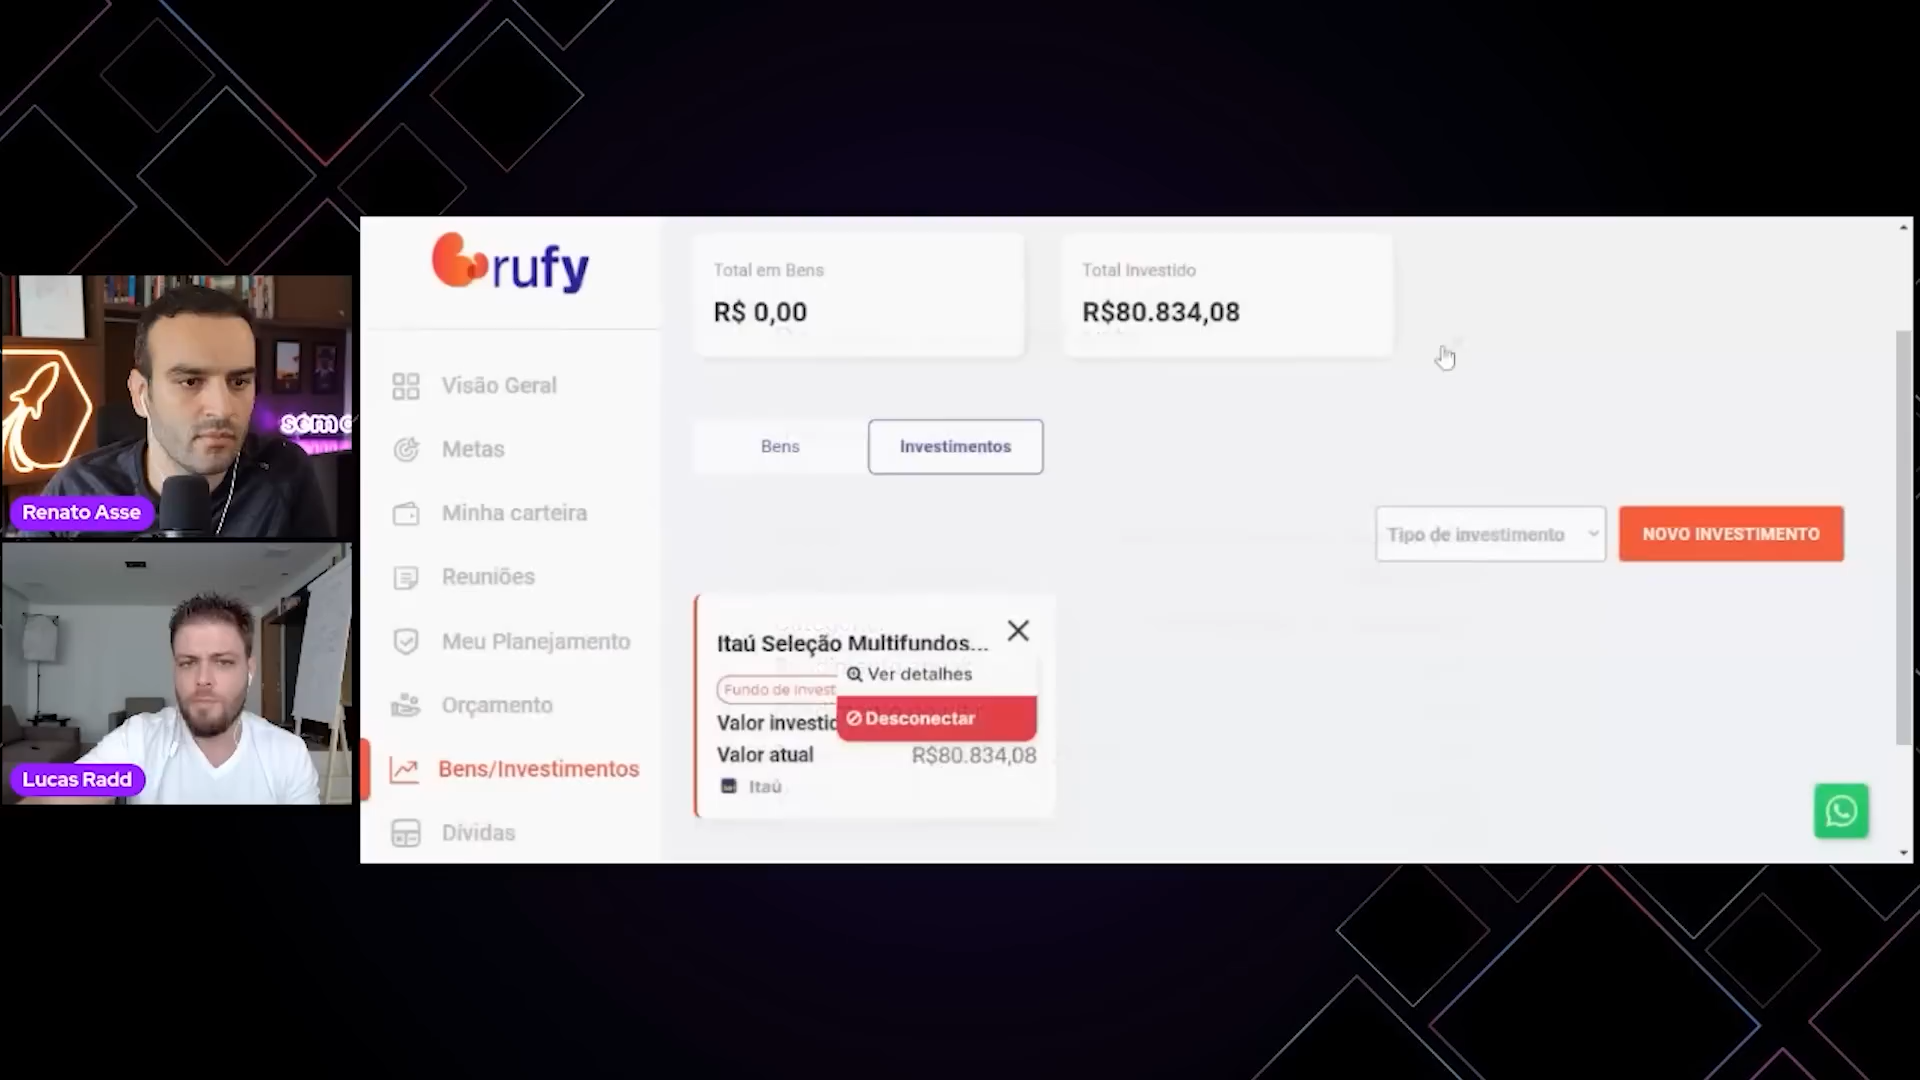 rufy
Total em Bens
R$ 0,00
Total Investido
R$80.834,08
Visão Geral
Metas
Minha carteira
Reuniões
Meu Planejamento
Orçamento
Bens/Investimentos
Dívidas
Bens
Investimentos
Tipo de investimento
NOVO INVESTIMENTO
Itaú Seleção Multifundos...
Ver detalhes
Fundo de Invest
Desconectar
Valor investid
Valor atual
R$80.834,08
Itaú
sem c
Renato Asse
Lucas Radd